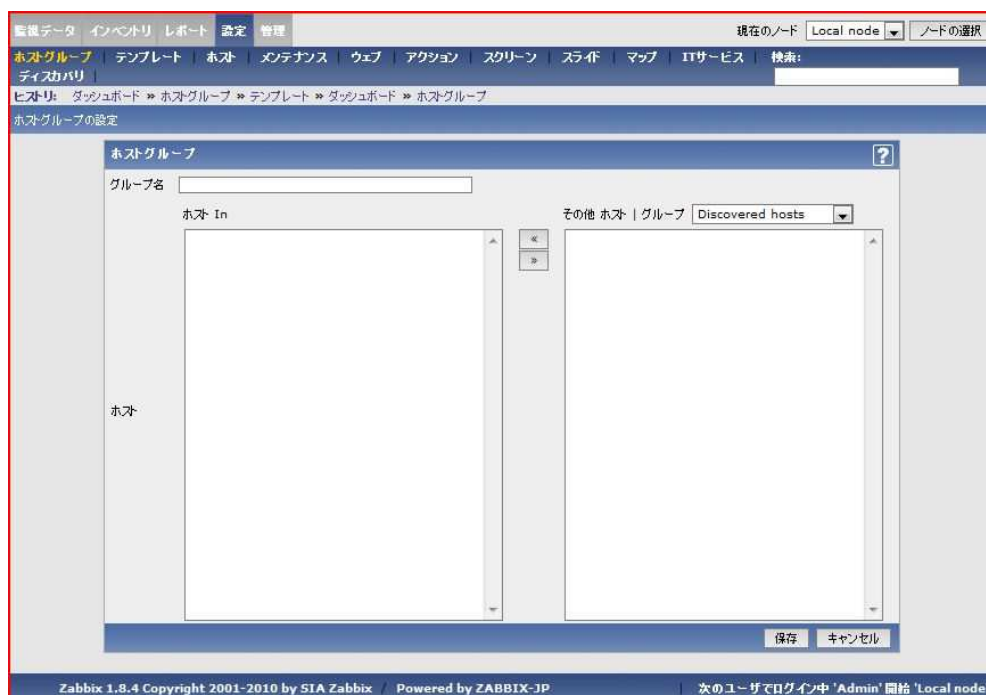 監視データ インベントリ レポート 設定 管理 現在のノード Local node ノードの選択
ホストグループ | テンプレート | ホスト | メンテナンス | ウェブ | アクション | スクリーン | スライド | マップ | ITサービス | 検索:
ディスカバリ |
ヒストリ: ダッシュボード » ホストグループ » テンプレート » ダッシュボード » ホストグループ
ホストグループの設定
ホストグループ ?
グループ名
ホスト In その他 ホスト | グループ Discovered hosts
«
»
ホスト
保存 キャンセル
Zabbix 1.8.4 Copyright 2001-2010 by SIA Zabbix / Powered by ZABBIX-JP | 次のユーザでログイン中 'Admin' 開始 'Local node